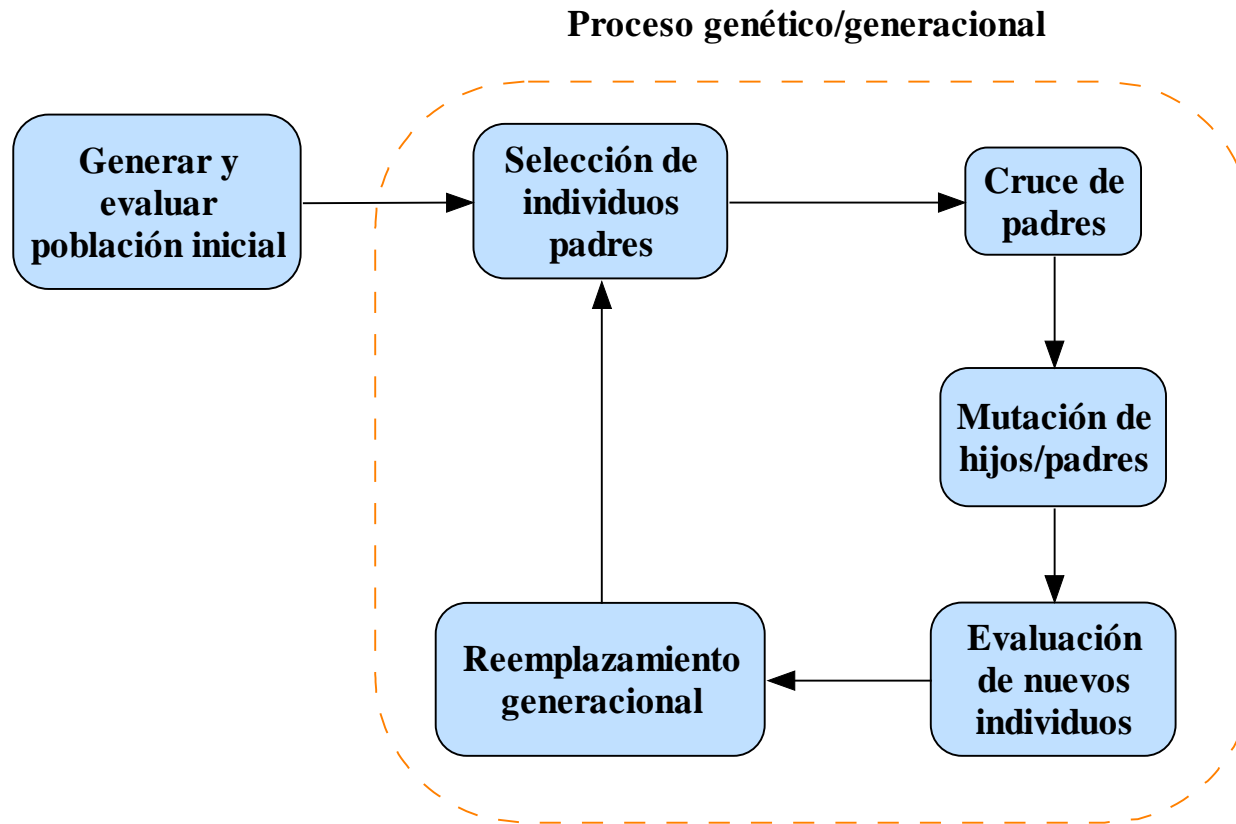 Proceso genético/generacional
Generar y
evaluar
población inicial
Selección de
individuos
padres
Cruce de
padres
Mutación de
hijos/padres
Evaluación
de nuevos
individuos
Reemplazamiento
generacional